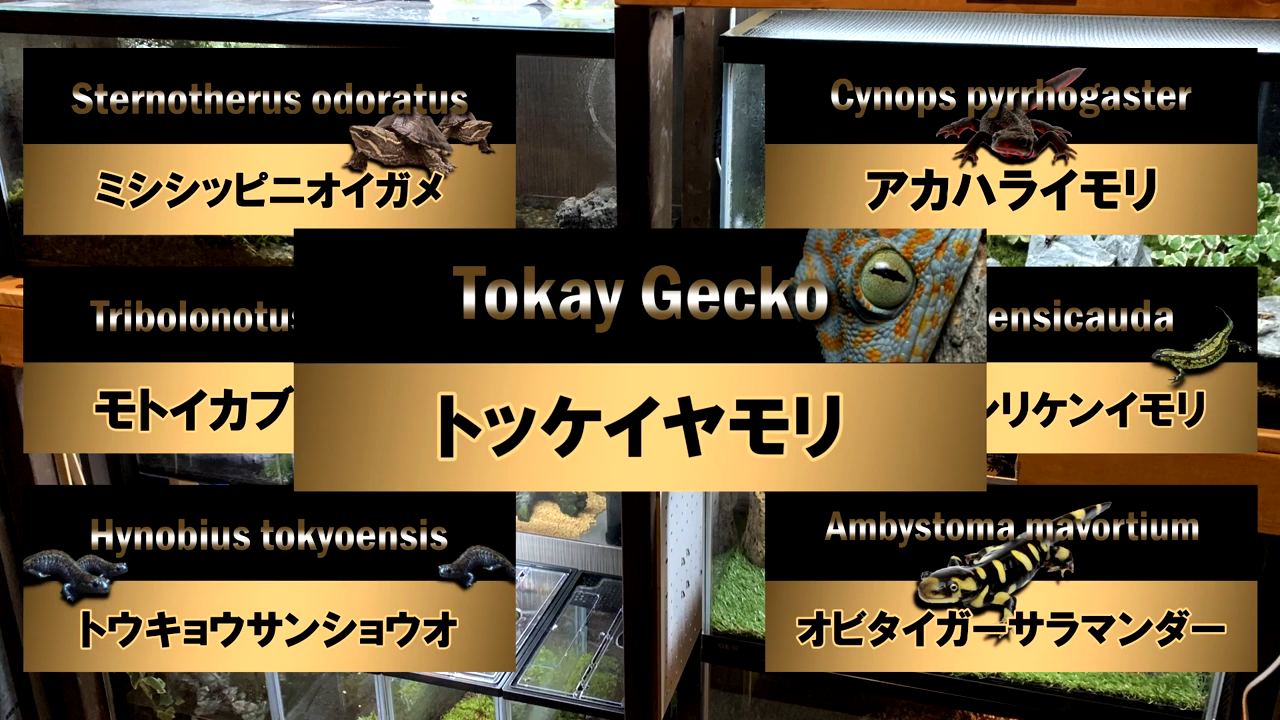 Sternotherus odoratus
ミシシッピニオイガメ
Cynops pyrrhogaster
アカハライモリ
Tribolonotus
モトイカブ
Tokay Gecko
トッケイヤモリ
ensicauda
シリケンイモリ
Hynobius tokyoensis
トウキョウサンショウオ
Ambystoma mavortium
オビタイガーサラマンダー